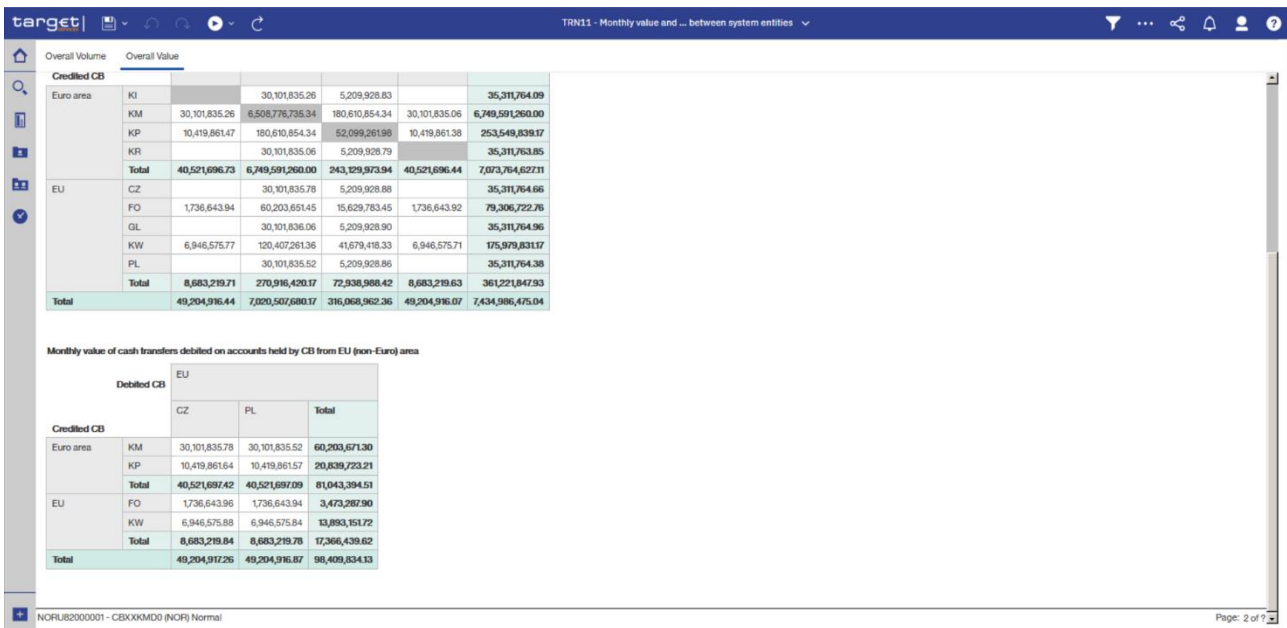 target|
services
TRN11 - Monthly value and ... between system entities
Overall Volume Overall Value
Credited CB
Euro area KI 30,101,835.26 5,209,928.83 35,311,764.09
KM 30,101,835.26 6,508,776,735.34 180,610,854.34 30,101,835.06 6,749,591,260.00
KP 10,419,861.47 180,610,854.34 52,099,261.98 10,419,861.38 253,549,839.17
KR 30,101,835.06 5,209,928.79 35,311,763.85
Total 40,521,696.73 6,749,591,260.00 243,129,973.94 40,521,696.44 7,073,764,627.11
EU CZ 30,101,835.78 5,209,928.88 35,311,764.66
FO 1,736,643.94 60,203,651.45 15,629,783.45 1,736,643.92 79,306,722.76
GL 30,101,836.06 5,209,928.90 35,311,764.96
KW 6,946,575.77 120,407,261.36 41,679,418.33 6,946,575.71 175,979,831.17
PL 30,101,835.52 5,209,928.86 35,311,764.38
Total 8,683,219.71 270,916,420.17 72,938,988.42 8,683,219.63 361,221,847.93
Total 49,204,916.44 7,020,507,680.17 316,068,962.36 49,204,916.07 7,434,986,475.04
Monthly value of cash transfers debited on accounts held by CB from EU (non-Euro) area
Debited CB EU
CZ PL Total
Credited CB
Euro area KM 30,101,835.78 30,101,835.52 60,203,671.30
KP 10,419,861.64 10,419,861.57 20,839,723.21
Total 40,521,697.42 40,521,697.09 81,043,394.51
EU FO 1,736,643.96 1,736,643.94 3,473,287.90
KW 6,946,575.88 6,946,575.84 13,893,151.72
Total 8,683,219.84 8,683,219.78 17,366,439.62
Total 49,204,917.26 49,204,916.87 98,409,834.13
NORU82000001 - CBXXKMD0 (NOR) Normal Page: 2 of ?